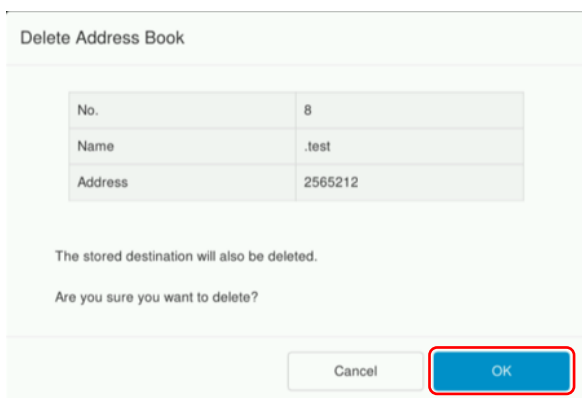 Delete Address Book
No. 8
Name .test
Address 2565212
The stored destination will also be deleted.
Are you sure you want to delete?
Cancel OK